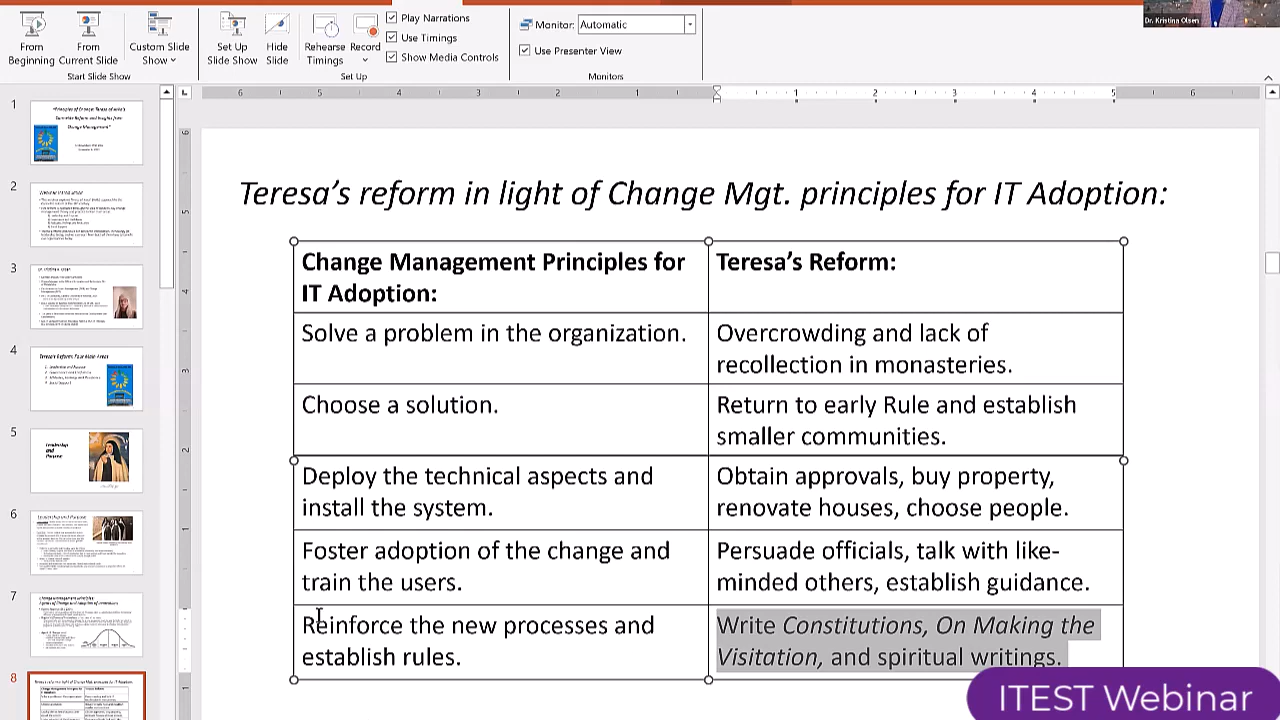 Play Narrations
Use Timings
Show Media Controls
From Beginning
From Current Slide
Custom Slide Show
Set Up Slide Show
Hide Slide
Rehearse Timings
Record
Monitor: Automatic
Use Presenter View
Start Slide Show
Set Up
Monitors
Dr. Kristina Olsen
Teresa's reform in light of Change Mgt. principles for IT Adoption:
Change Management Principles for
IT Adoption:
Teresa's Reform:
Solve a problem in the organization.
Overcrowding and lack of
recollection in monasteries.
Choose a solution.
Return to early Rule and establish
smaller communities.
Deploy the technical aspects and
install the system.
Obtain approvals, buy property,
renovate houses, choose people.
Foster adoption of the change and
train the users.
Persuade officials, talk with like-
minded others, establish guidance.
Reinforce the new processes and
establish rules.
Write Constitutions, On Making the
Visitation, and spiritual writings.
ITEST Webinar